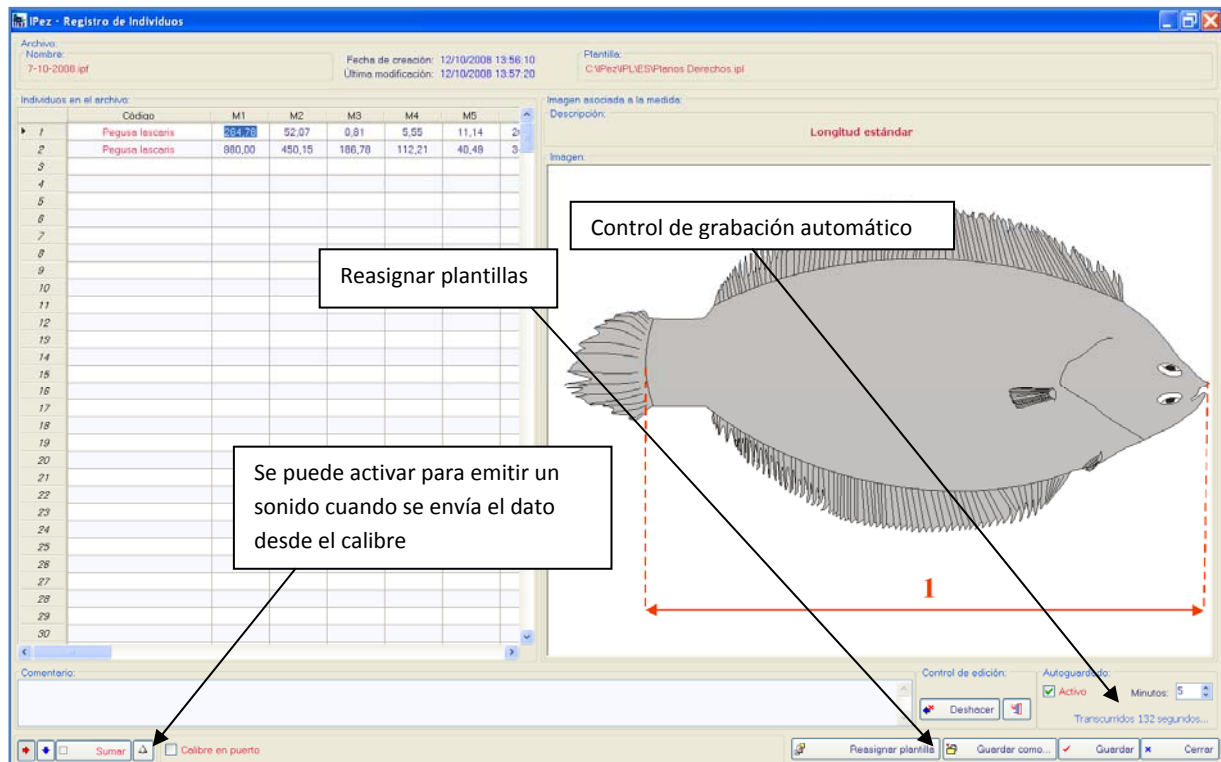 IPez - Registro de Individuos
Archivo:
Nombre:
7-10-2008.ipf
Fecha de creación: 12/10/2008 13:56:10
Última modificación: 12/10/2008 13:57:20
Plantilla:
C:\IPez\IPL\ES\Planos Derechos.ipl
Individuos en el archivo:
Código M1 M2 M3 M4 M5
1 Pegusa lascaris 264,78 52,07 0,81 5,55 11,14
2 Pegusa lascaris 880,00 450,15 186,78 112,21 40,48
3
4
5
6
7
8
9
10
11
12
13
14
15
16
17
18
19
20
21
22
23
24
25
26
27
28
29
30
Imagen asociada a la medida:
Descripción:
Longitud estándar
Imagen:
Control de grabación automático
Reasignar plantillas
Se puede activar para emitir un
sonido cuando se envía el dato
desde el calibre
1
Comentario:
Control de edición:
Deshacer
Autoguardado:
Activo Minutos: 5
Transcurridos 132 segundos...
Sumar
Calibre en puerto
Reasignar plantilla
Guardar como...
Guardar
Cerrar